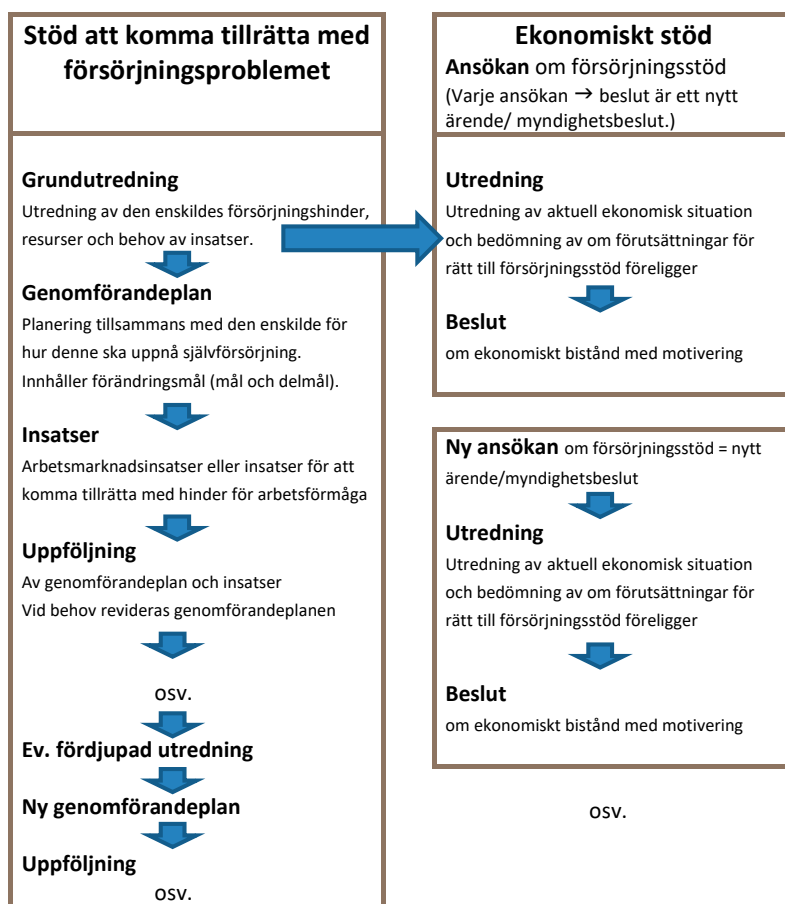 Stöd att komma tillrätta med
försörjningsproblemet
Grundutredning
Utredning av den enskildes försörjningshinder,
resurser och behov av insatser.
Genomförandeplan
Planering tillsammans med den enskilde för
hur denne ska uppnå självförsörjning.
Innhåller förändringsmål (mål och delmål).
Insatser
Arbetsmarknadsinsatser eller insatser för att
komma tillrätta med hinder för arbetsförmåga
Uppföljning
Av genomförandeplan och insatser
Vid behov revideras genomförandeplanen
osv.
Ev. fördjupad utredning
Ny genomförandeplan
Uppföljning
osv.
Ekonomiskt stöd
Ansökan om försörjningsstöd
(Varje ansökan → beslut är ett nytt
ärende/ myndighetsbeslut.)
Utredning
Utredning av aktuell ekonomisk situation
och bedömning av om förutsättningar för
rätt till försörjningsstöd föreligger
Beslut
om ekonomiskt bistånd med motivering
Ny ansökan om försörjningsstöd = nytt
ärende/myndighetsbeslut
Utredning
Utredning av aktuell ekonomisk situation
och bedömning av om förutsättningar för
rätt till försörjningsstöd föreligger
Beslut
om ekonomiskt bistånd med motivering
osv.